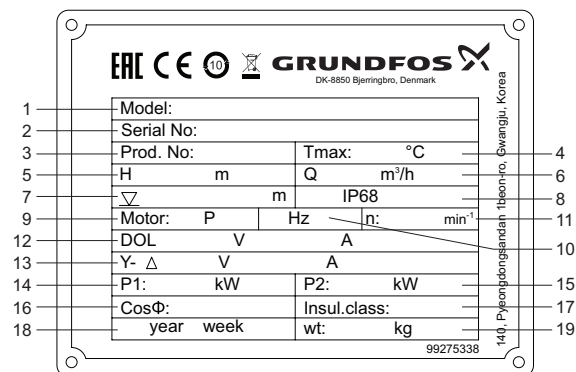 EAC CE 10 GRUNDFOS
DK-8850 Bjerringbro, Denmark
1 Model:
2 Serial No:
3 Prod. No: Tmax: °C 4
5 H m Q m³/h 6
7 m IP68 8
9 Motor: P Hz n: min⁻¹ 11
10
12 DOL V A
13 Y- △ V A
14 P1: kW P2: kW 15
16 CosΦ: Insul.class: 17
18 year week wt: kg 19
99275338
140, Pyeongdongsandan 1beon-ro, Gwangju, Korea